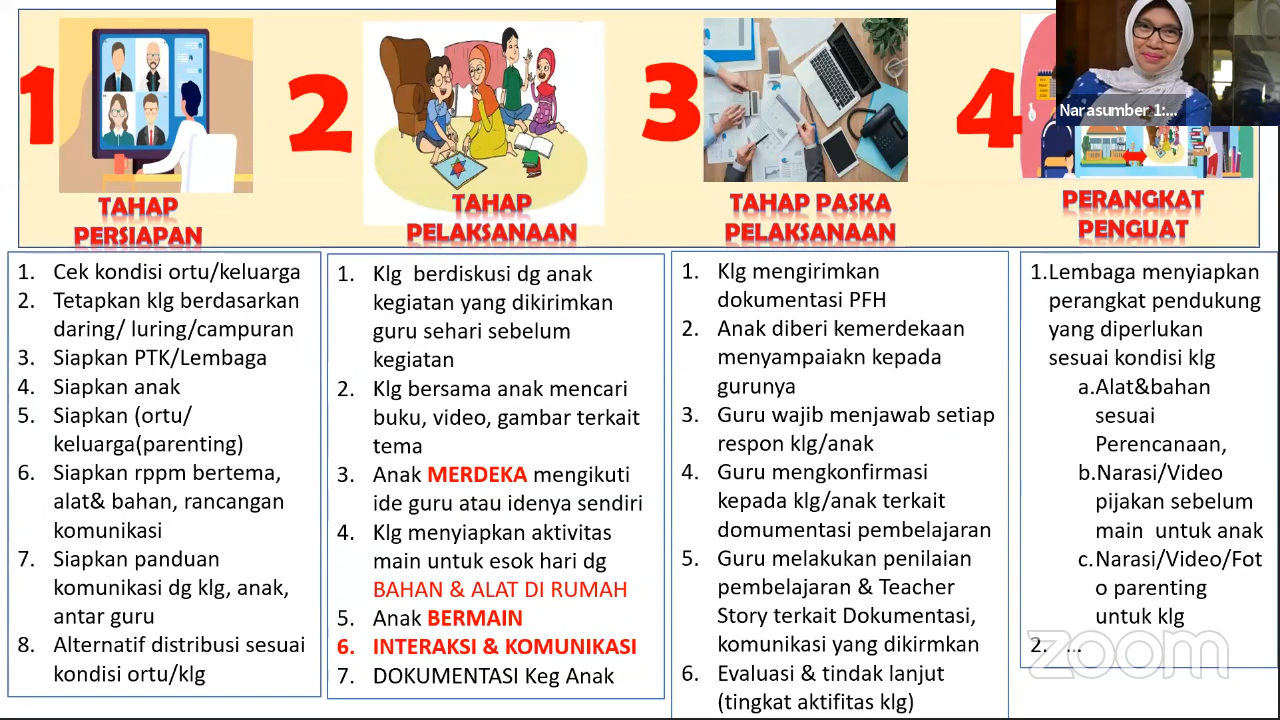 1
TAHAP
PERSIAPAN
2
TAHAP
PELAKSANAAN
3
TAHAP PASKA
PELAKSANAAN
4
PERANGKAT
PENGUAT
Narasumber 1:...
1. Cek kondisi ortu/keluarga
2. Tetapkan klg berdasarkan
daring/ luring/campuran
3. Siapkan PTK/Lembaga
4. Siapkan anak
5. Siapkan (ortu/
keluarga(parenting)
6. Siapkan rppm bertema,
alat& bahan, rancangan
komunikasi
7. Siapkan panduan
komunikasi dg klg, anak,
antar guru
8. Alternatif distribusi sesuai
kondisi ortu/klg
1. Klg berdiskusi dg anak
kegiatan yang dikirimkan
guru sehari sebelum
kegiatan
2. Klg bersama anak mencari
buku, video, gambar terkait
tema
3. Anak MERDEKA mengikuti
ide guru atau idenya sendiri
4. Klg menyiapkan aktivitas
main untuk esok hari dg
BAHAN & ALAT DI RUMAH
5. Anak BERMAIN
6. INTERAKSI & KOMUNIKASI
7. DOKUMENTASI Keg Anak
1. Klg mengirimkan
dokumentasi PFH
2. Anak diberi kemerdekaan
menyampaiakn kepada
gurunya
3. Guru wajib menjawab setiap
respon klg/anak
4. Guru mengkonfirmasi
kepada klg/anak terkait
domumentasi pembelajaran
5. Guru melakukan penilaian
pembelajaran & Teacher
Story terkait Dokumentasi,
komunikasi yang dikirmkan
6. Evaluasi & tindak lanjut
(tingkat aktifitas klg)
1.Lembaga menyiapkan
perangkat pendukung
yang diperlukan
sesuai kondisi klg
a.Alat&bahan
sesuai
Perencanaan,
b.Narasi/Video
pijakan sebelum
main untuk anak
c.Narasi/Video/Fot
o parenting
untuk klg
2. ...
zoom